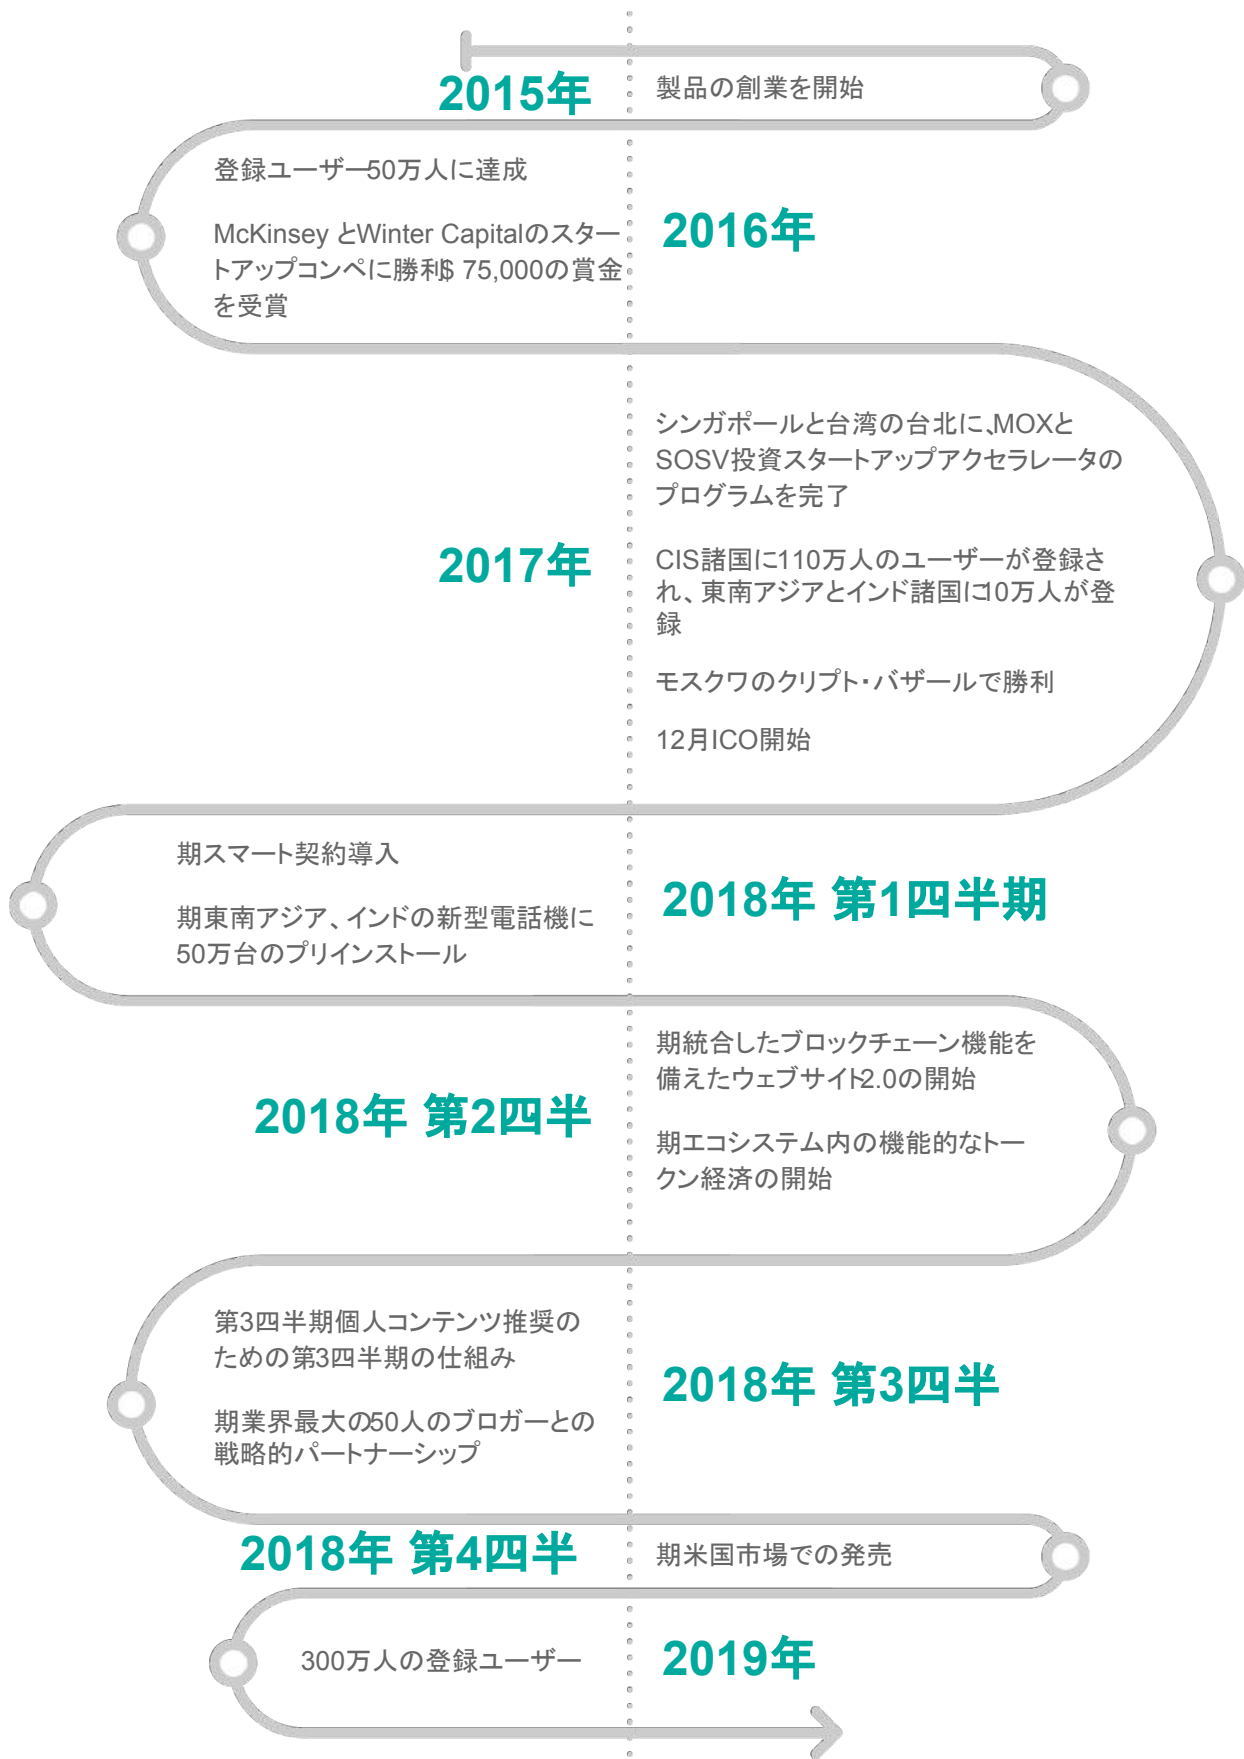 2015年
製品の創業を開始
登録ユーザー50万人に達成
McKinsey とWinter Capitalのスター
トアップコンペに勝利$ 75,000の賞金
を受賞
2016年
シンガポールと台湾の台北に、MOXと
SOSV投資スタートアップアクセラレータの
プログラムを完了
2017年
CIS諸国に110万人のユーザーが登録さ
れ、東南アジアとインド諸国に10万人が登
録
モスクワのクリプト・バザールで勝利
12月ICO開始
期スマート契約導入
2018年 第1四半期
期東南アジア、インドの新型電話機に
50万台のプリインストール
期統合したブロックチェーン機能を
備えたウェブサイト2.0の開始
2018年 第2四半
期エコシステム内の機能的なトー
クン経済の開始
第3四半期個人コンテンツ推奨の
ための第3四半期の仕組み
2018年 第3四半
期業界最大の50人のブロガーとの
戦略的パートナーシップ
2018年 第4四半
期米国市場での発売
300万人の登録ユーザー
2019年